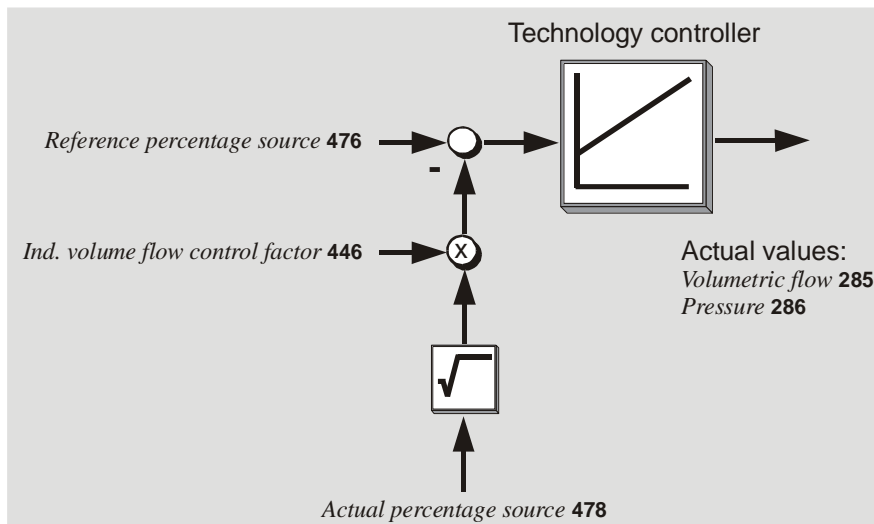 Technology controller
Reference percentage source 476
-
Ind. volume flow control factor 446
x
Actual values:
Volumetric flow 285
Pressure 286
√
Actual percentage source 478